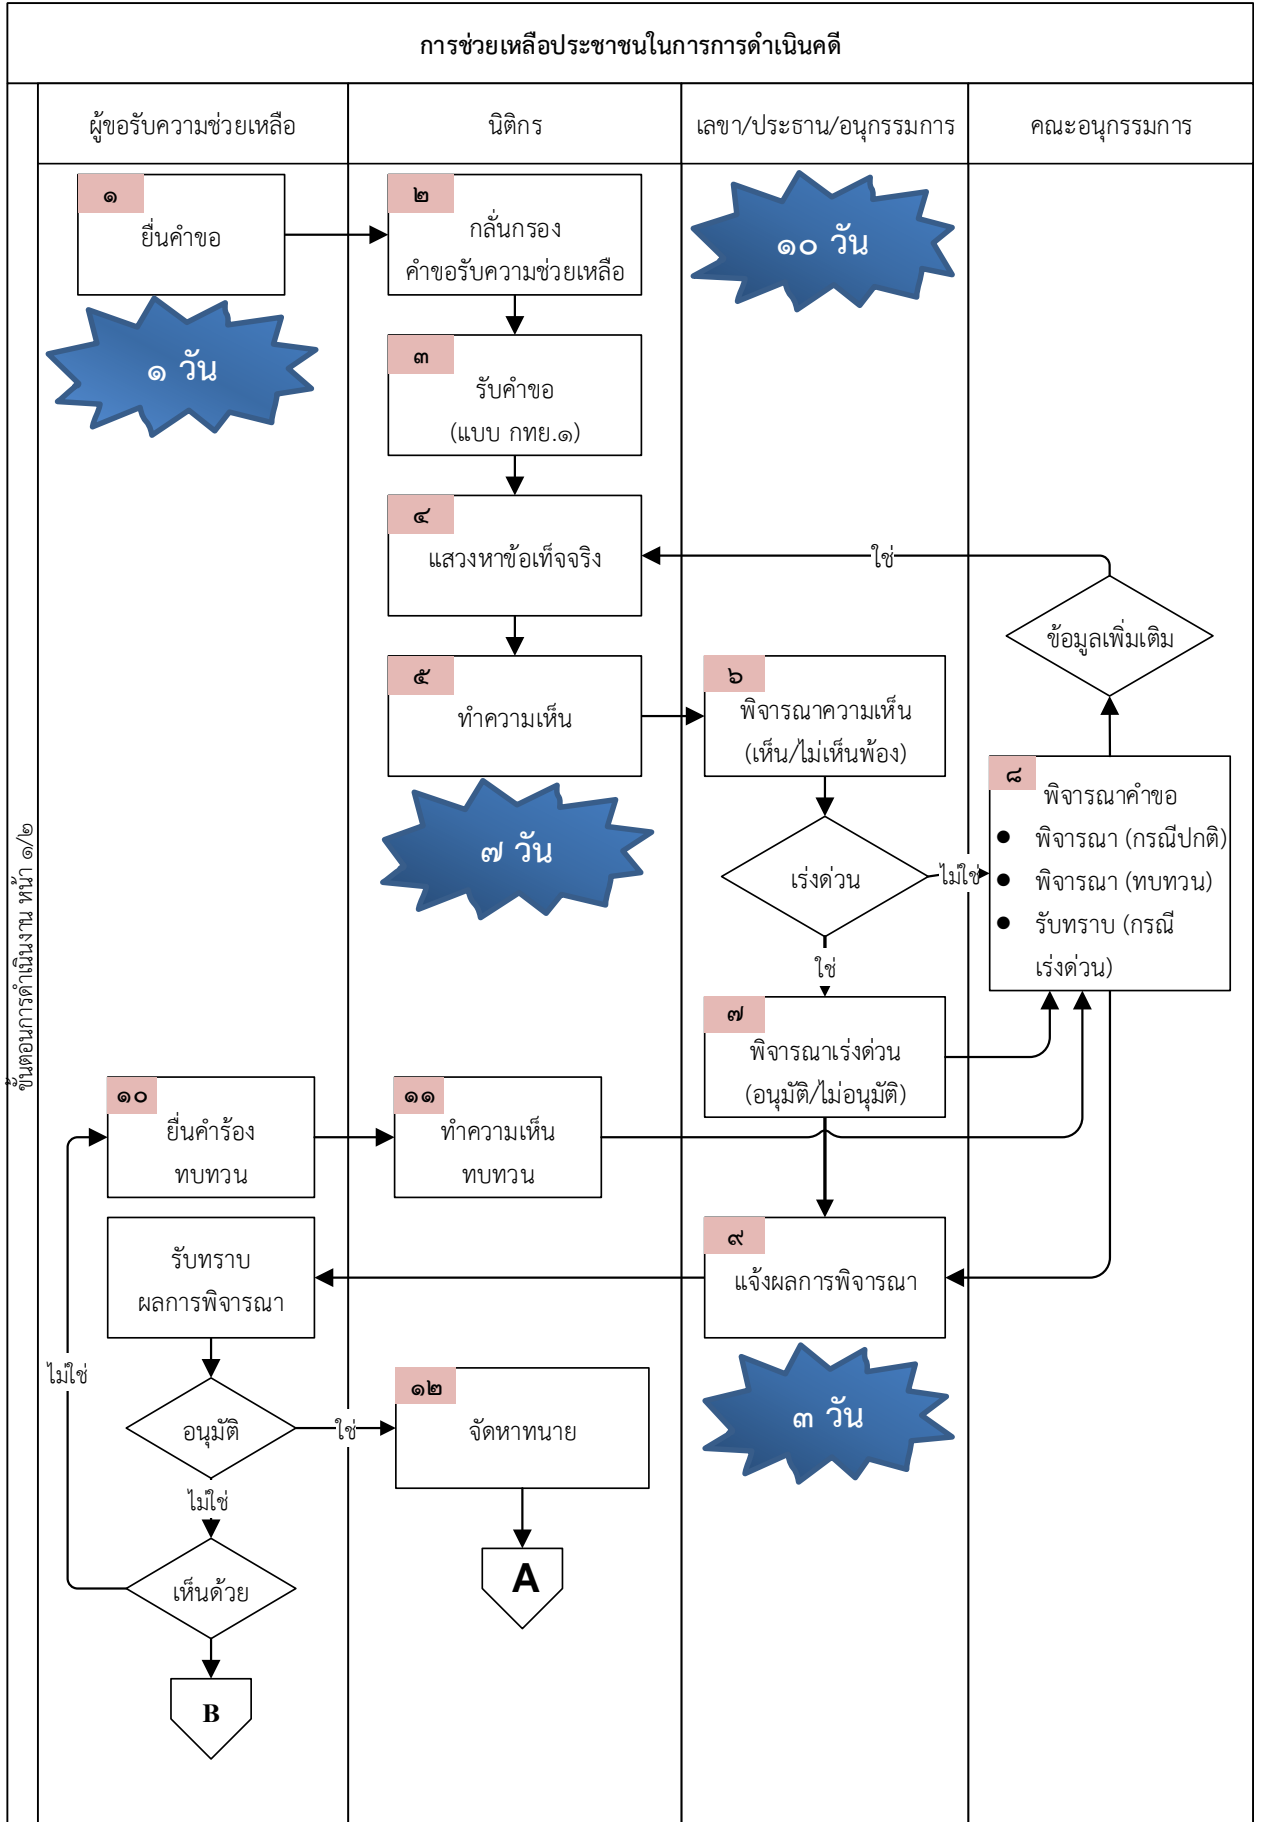 การช่วยเหลือประชาชนในการการดำเนินคดี
ผู้ขอรับความช่วยเหลือ
นิติกร
เลขา/ประธาน/อนุกรรมการ
คณะอนุกรรมการ
ขั้นตอนการดำเนินงาน หน้า ๑/๒
๑
ยื่นคำขอ
๑ วัน
๒
กลั่นกรอง
คำขอรับความช่วยเหลือ
๑๐ วัน
๓
รับคำขอ
(แบบ กทย.๑)
๔
แสวงหาข้อเท็จจริง
ใช่
ข้อมูลเพิ่มเติม
๕
ทำความเห็น
๗ วัน
๖
พิจารณาความเห็น
(เห็น/ไม่เห็นพ้อง)
เร่งด่วน
ไม่ใช่
ใช่
๘
พิจารณาคำขอ
● พิจารณา (กรณีปกติ)
● พิจารณา (ทบทวน)
● รับทราบ (กรณี
เร่งด่วน)
๗
พิจารณาเร่งด่วน
(อนุมัติ/ไม่อนุมัติ)
๑๐
ยื่นคำร้อง
ทบทวน
๑๑
ทำความเห็น
ทบทวน
รับทราบ
ผลการพิจารณา
๙
แจ้งผลการพิจารณา
๓ วัน
ไม่ใช่
อนุมัติ
ใช่
๑๒
จัดหาทนาย
A
ไม่ใช่
เห็นด้วย
B